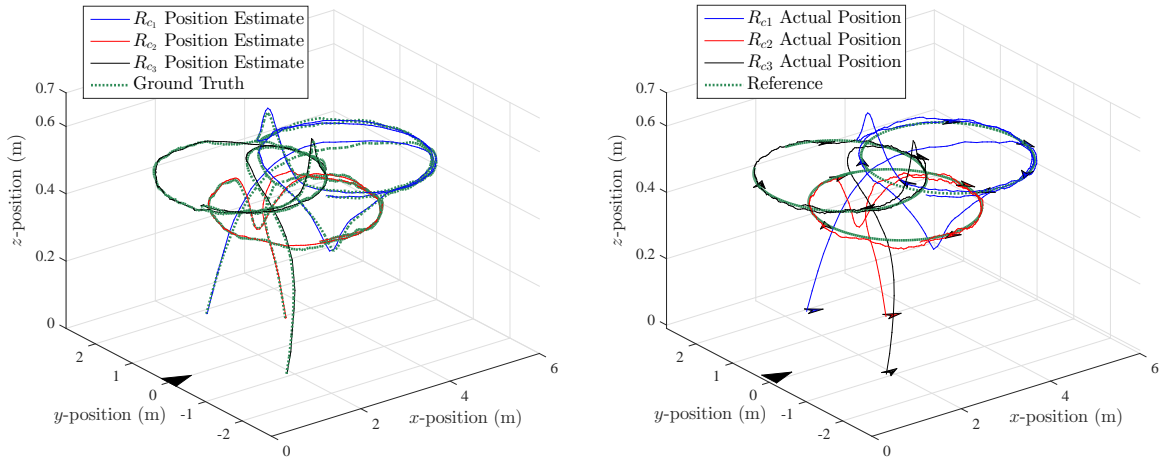 R_{c_1} Position Estimate
R_{c_2} Position Estimate
R_{c_3} Position Estimate
Ground Truth
0.7
0.6
0.4
0.2
0
z-position (m)
2
1
0
-1
-2
y-position (m)
0
2
4
6
x-position (m)
R_{c1} Actual Position
R_{c2} Actual Position
R_{c3} Actual Position
Reference
0.7
0.6
0.4
0.2
0
z-position (m)
2
1
0
-1
-2
y-position (m)
0
2
4
6
x-position (m)